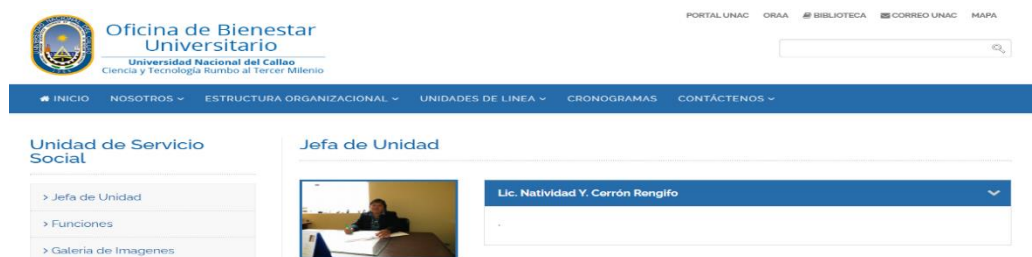 PORTAL UNAC ORAA BIBLIOTECA CORREO UNAC MAPA
Oficina de Bienestar
Universitario
Universidad Nacional del Callao
Ciencia y Tecnología Rumbo al Tercer Milenio
INICIO NOSOTROS ESTRUCTURA ORGANIZACIONAL UNIDADES DE LINEA CRONOGRAMAS CONTÁCTENOS
Unidad de Servicio
Social
> Jefa de Unidad
> Funciones
> Galeria de Imagenes
Jefa de Unidad
Lic. Natividad Y. Cerrón Rengifo
.